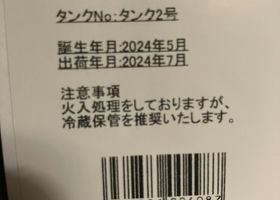 タンクNo:タンク2号
誕生年月:2024年5月
出荷年月:2024年7月
注意事項
火入処理をしておりますが、
冷蔵保管を推奨いたします。